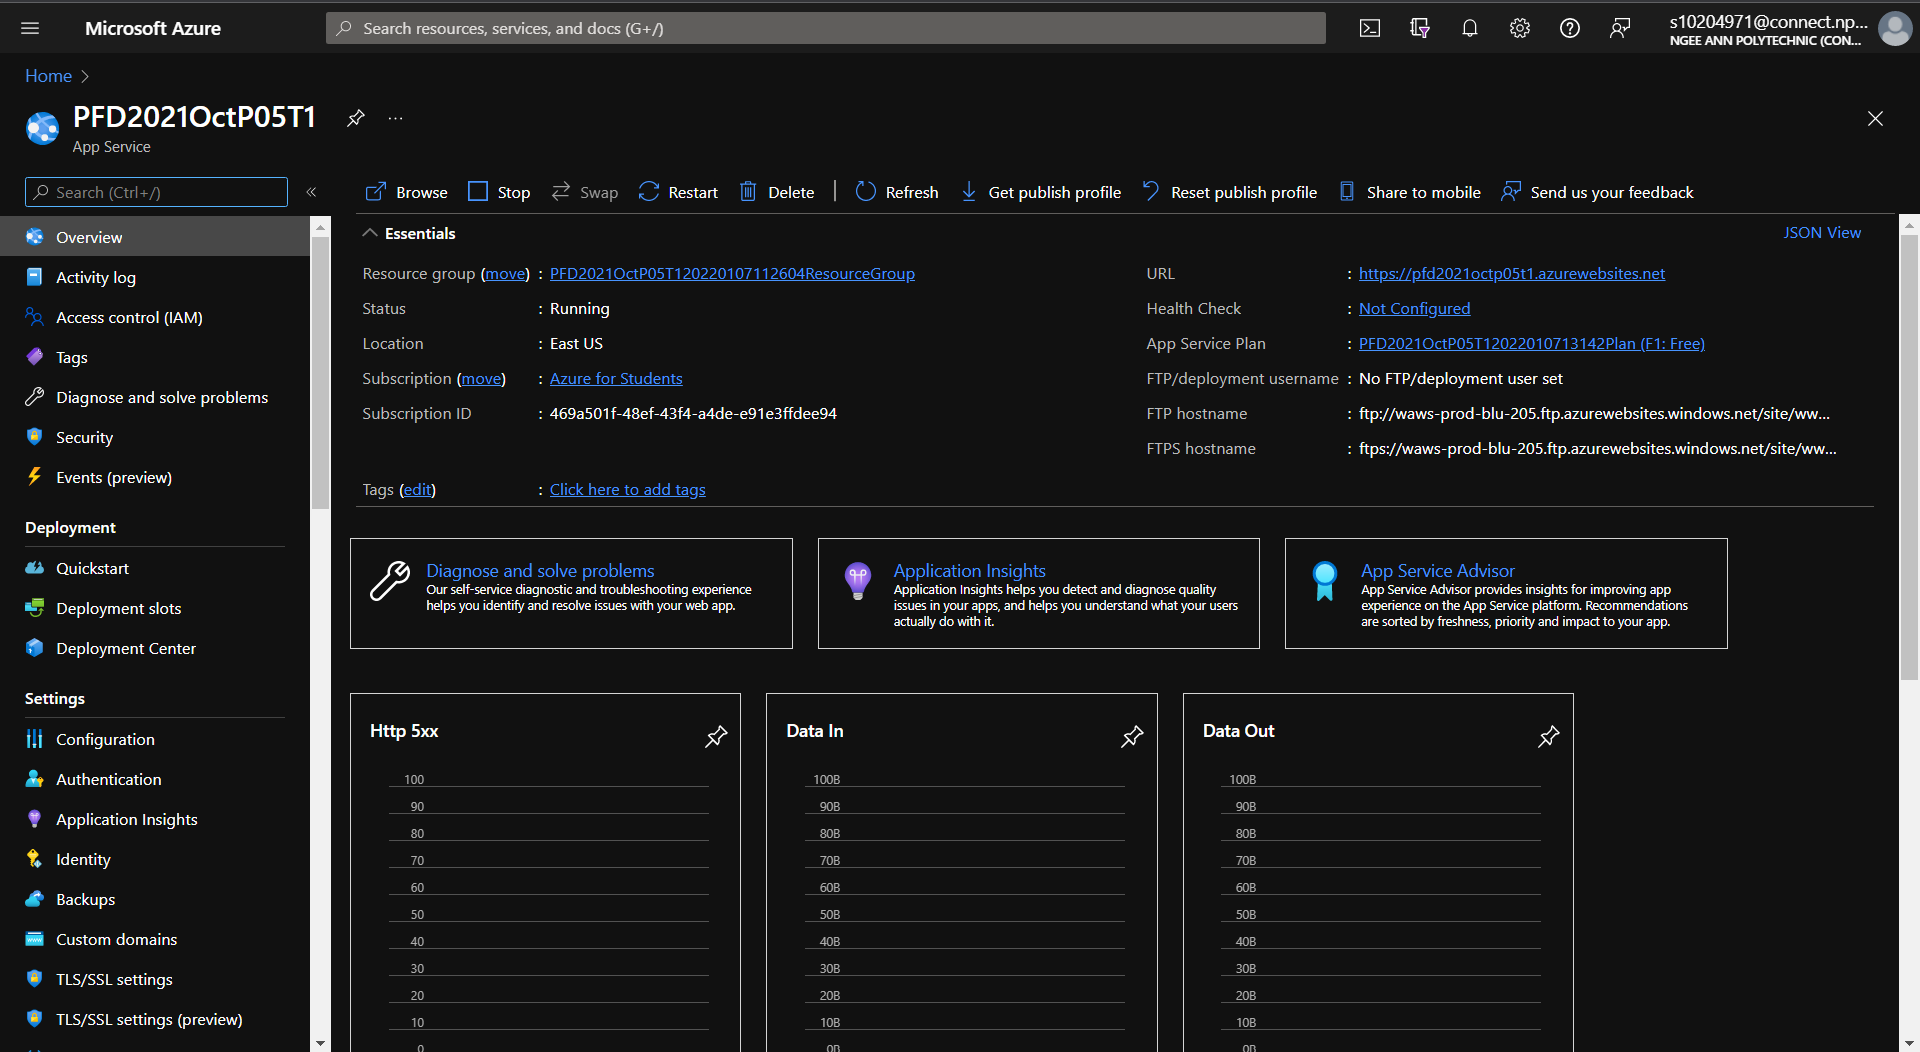 Microsoft Azure
Search resources, services, and docs (G+/)
s10204971@connect.np...
NGEE ANN POLYTECHNIC (CON...
Home
PFD2021OctP05T1
...
App Service
Search (Ctrl+/)
«
Browse
Stop
Swap
Restart
Delete
Refresh
Get publish profile
Reset publish profile
Share to mobile
Send us your feedback
Overview
Activity log
Access control (IAM)
Tags
Diagnose and solve problems
Security
Events (preview)
Deployment
Quickstart
Deployment slots
Deployment Center
Settings
Configuration
Authentication
Application Insights
Identity
Backups
Custom domains
TLS/SSL settings
TLS/SSL settings (preview)
Essentials
JSON View
Resource group (move) : PFD2021OctP05T120220107112604ResourceGroup
Status : Running
Location : East US
Subscription (move) : Azure for Students
Subscription ID : 469a501f-48ef-43f4-a4de-e91e3ffdee94
URL : https://pfd2021octp05t1.azurewebsites.net
Health Check : Not Configured
App Service Plan : PFD2021OctP05T12022010713142Plan (F1: Free)
FTP/deployment username : No FTP/deployment user set
FTP hostname : ftp://waws-prod-blu-205.ftp.azurewebsites.windows.net/site/ww...
FTPS hostname : ftps://waws-prod-blu-205.ftp.azurewebsites.windows.net/site/ww...
Tags (edit) : Click here to add tags
Diagnose and solve problems
Our self-service diagnostic and troubleshooting experience
helps you identify and resolve issues with your web app.
Application Insights
Application Insights helps you detect and diagnose quality
issues in your apps, and helps you understand what your users
actually do with it.
App Service Advisor
App Service Advisor provides insights for improving app
experience on the App Service platform. Recommendations
are sorted by freshness, priority and impact to your app.
Http 5xx
100
90
80
70
60
50
40
30
20
10
0
Data In
100B
90B
80B
70B
60B
50B
40B
30B
20B
10B
0B
Data Out
100B
90B
80B
70B
60B
50B
40B
30B
20B
10B
0B